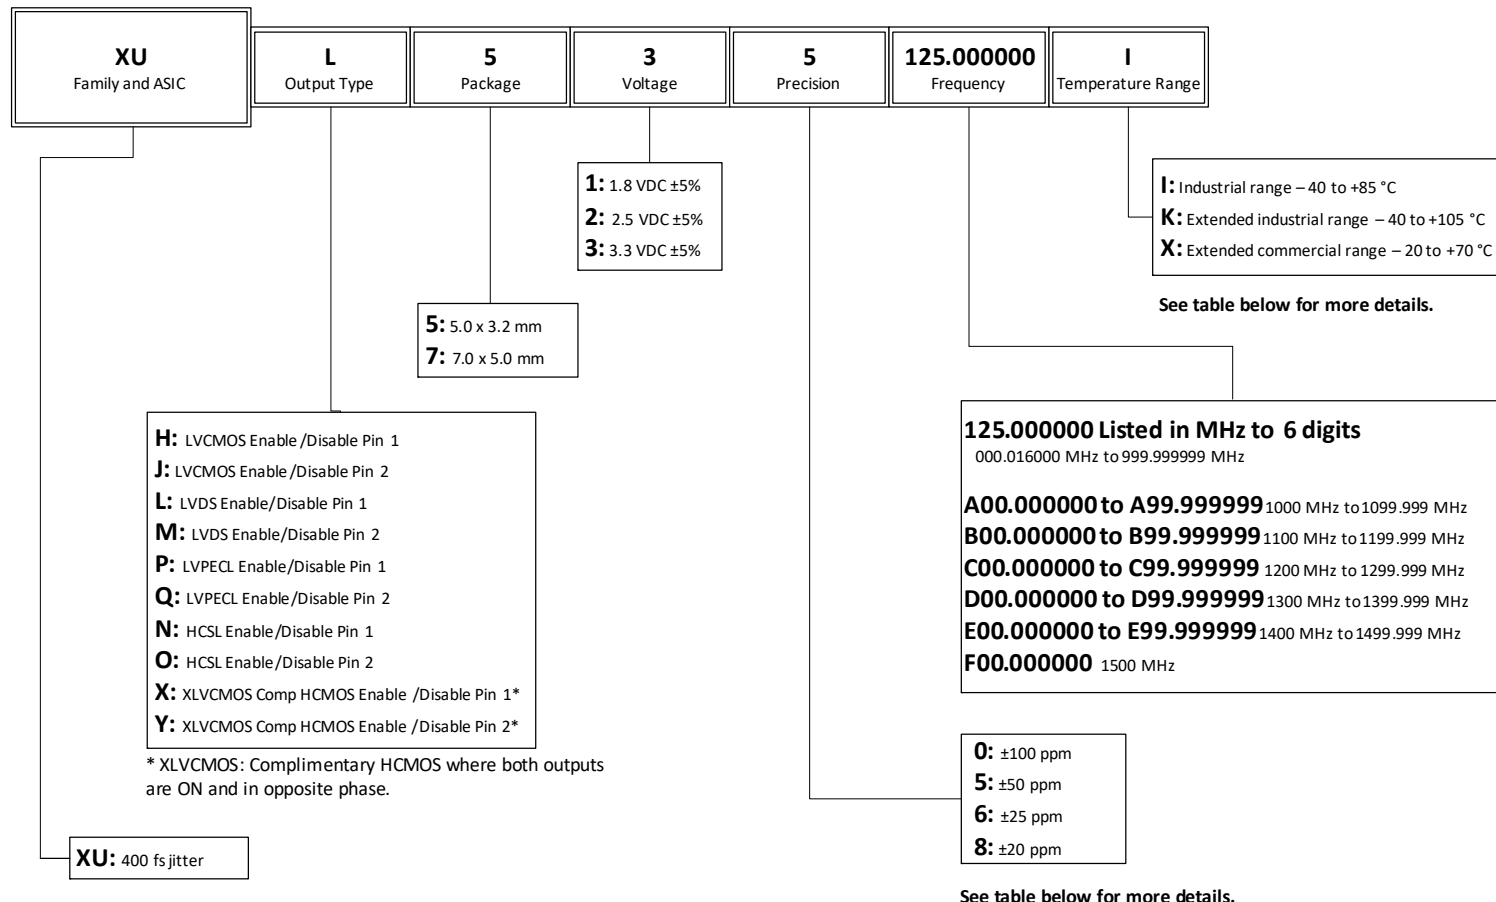 XU
Family and ASIC
L
Output Type
5
Package
3
Voltage
5
Precision
125.000000
Frequency
I
Temperature Range
1: 1.8 VDC ±5%
2: 2.5 VDC ±5%
3: 3.3 VDC ±5%
I: Industrial range – 40 to +85 °C
K: Extended industrial range – 40 to +105 °C
X: Extended commercial range – 20 to +70 °C
See table below for more details.
5: 5.0 x 3.2 mm
7: 7.0 x 5.0 mm
H: LVCMOS Enable /Disable Pin 1
J: LVCMOS Enable/Disable Pin 2
L: LVDS Enable/Disable Pin 1
M: LVDS Enable/Disable Pin 2
P: LVPECL Enable/Disable Pin 1
Q: LVPECL Enable/Disable Pin 2
N: HCSL Enable/Disable Pin 1
O: HCSL Enable/Disable Pin 2
X: XLVCMOS Comp HCMOS Enable /Disable Pin 1*
Y: XLVCMOS Comp HCMOS Enable /Disable Pin 2*
* XLVCMOS: Complimentary HCMOS where both outputs
are ON and in opposite phase.
125.000000 Listed in MHz to 6 digits
000.016000 MHz to 999.999999 MHz
A00.000000 to A99.999999 1000 MHz to 1099.999 MHz
B00.000000 to B99.999999 1100 MHz to 1199.999 MHz
C00.000000 to C99.999999 1200 MHz to 1299.999 MHz
D00.000000 to D99.999999 1300 MHz to 1399.999 MHz
E00.000000 to E99.999999 1400 MHz to 1499.999 MHz
F00.000000 1500 MHz
0: ±100 ppm
5: ±50 ppm
6: ±25 ppm
8: ±20 ppm
See table below for more details.
XU: 400 fs jitter